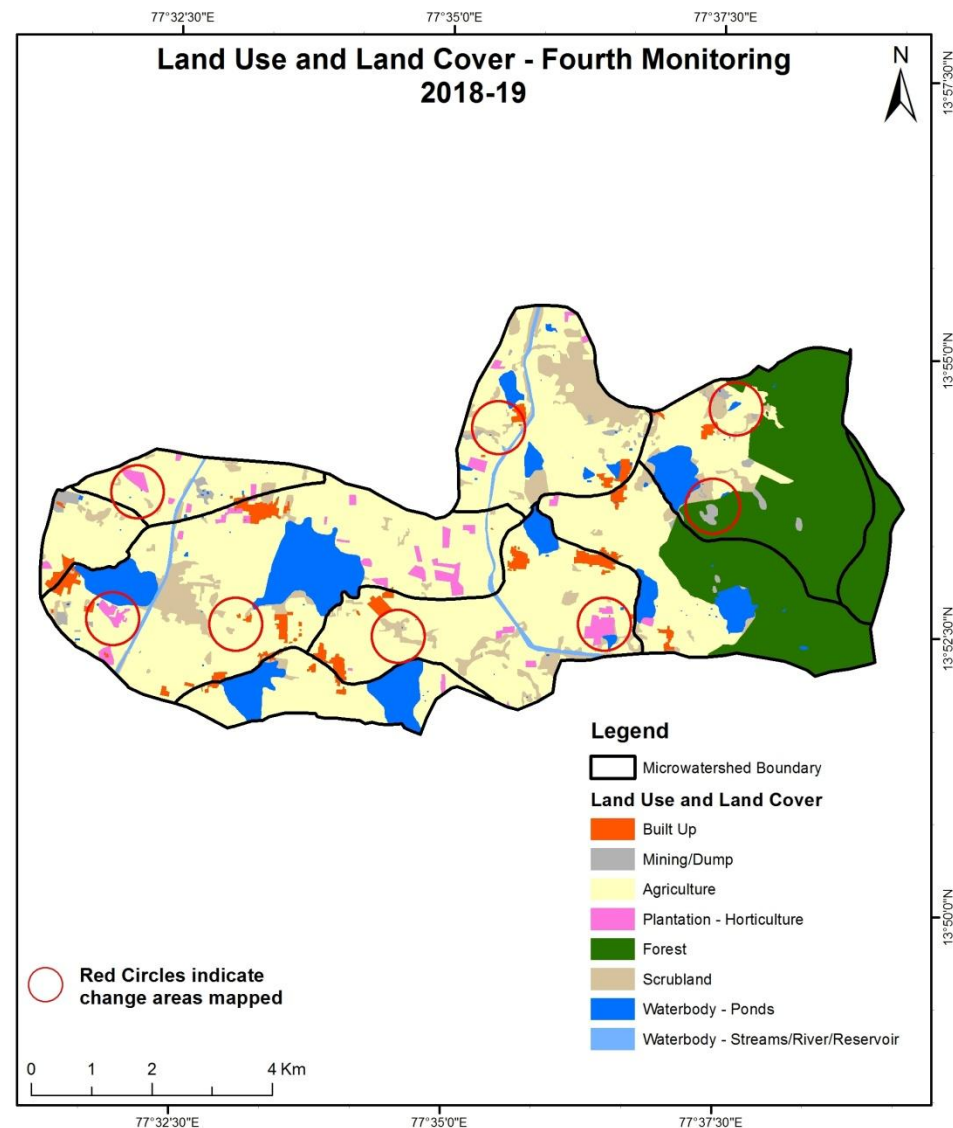 77°32'30"E 77°35'0"E 77°37'30"E
Land Use and Land Cover - Fourth Monitoring
2018-19
N
13°57'30"N
13°55'0"N
13°52'30"N
13°50'0"N
Legend
Microwatershed Boundary
Land Use and Land Cover
Built Up
Mining/Dump
Agriculture
Plantation - Horticulture
Forest
Scrubland
Waterbody - Ponds
Waterbody - Streams/River/Reservoir
Red Circles indicate
change areas mapped
0 1 2 4 Km
77°32'30"E 77°35'0"E 77°37'30"E